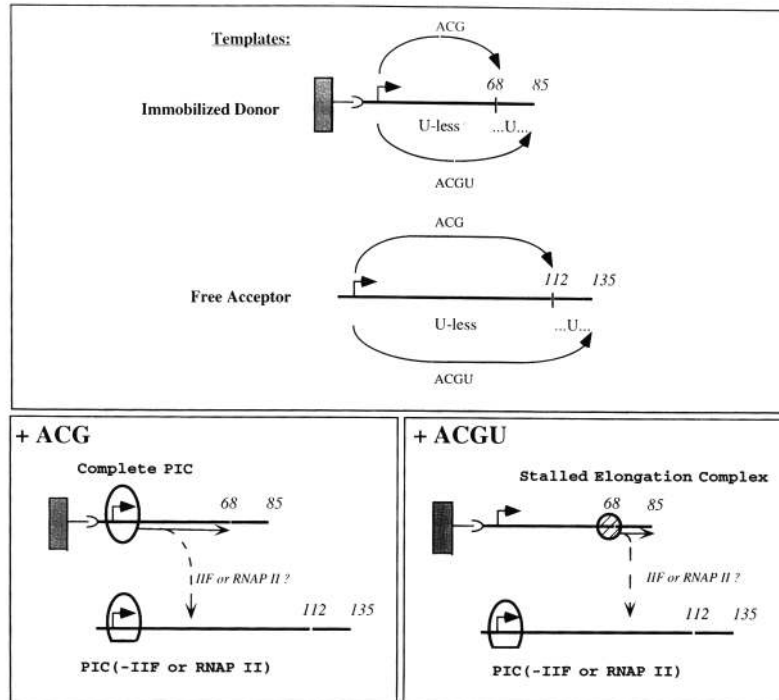 Templates:
ACG
68 85
Immobilized Donor
U-less ...U...
ACGU
ACG
112 135
Free Acceptor
U-less ...U...
ACGU
+ ACG
Complete PIC
68 85
IIF or RNAP II ?
112 135
PIC(-IIF or RNAP II)
+ ACGU
Stalled Elongation Complex
68 85
IIF or RNAP II ?
112 135
PIC(-IIF or RNAP II)